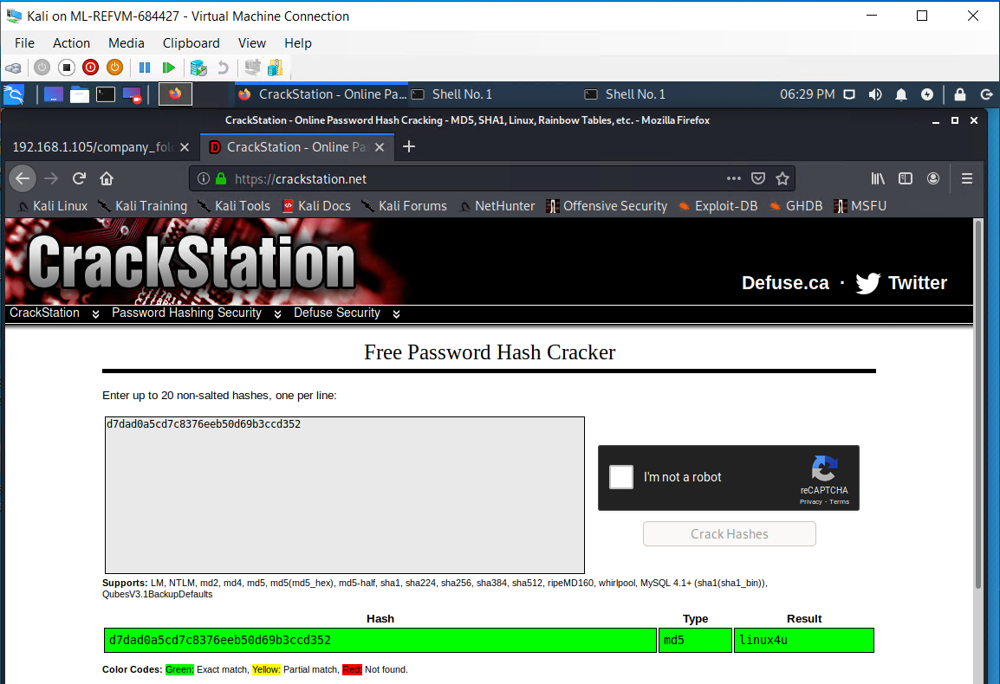 Kali on ML-REFVM-684427 - Virtual Machine Connection
File Action Media Clipboard View Help
CrackStation - Online Pa... Shell No. 1 Shell No. 1 06:29 PM
CrackStation - Online Password Hash Cracking - MD5, SHA1, Linux, Rainbow Tables, etc. - Mozilla Firefox
192.168.1.105/company_fol CrackStation - Online Pas
https://crackstation.net
Kali Linux Kali Training Kali Tools Kali Docs Kali Forums NetHunter Offensive Security Exploit-DB GHDB MSFU
CrackStation
Defuse.ca · Twitter
CrackStation Password Hashing Security Defuse Security
Free Password Hash Cracker
Enter up to 20 non-salted hashes, one per line:
d7dad0a5cd7c8376eeb50d69b3ccd352
I'm not a robot
reCAPTCHA
Privacy - Terms
Crack Hashes
Supports: LM, NTLM, md2, md4, md5, md5(md5_hex), md5-half, sha1, sha224, sha256, sha384, sha512, ripeMD160, whirlpool, MySQL 4.1+ (sha1(sha1_bin)),
QubesV3.1BackupDefaults
Hash Type Result
d7dad0a5cd7c8376eeb50d69b3ccd352 md5 linux4u
Color Codes: Green: Exact match, Yellow: Partial match, Red: Not found.